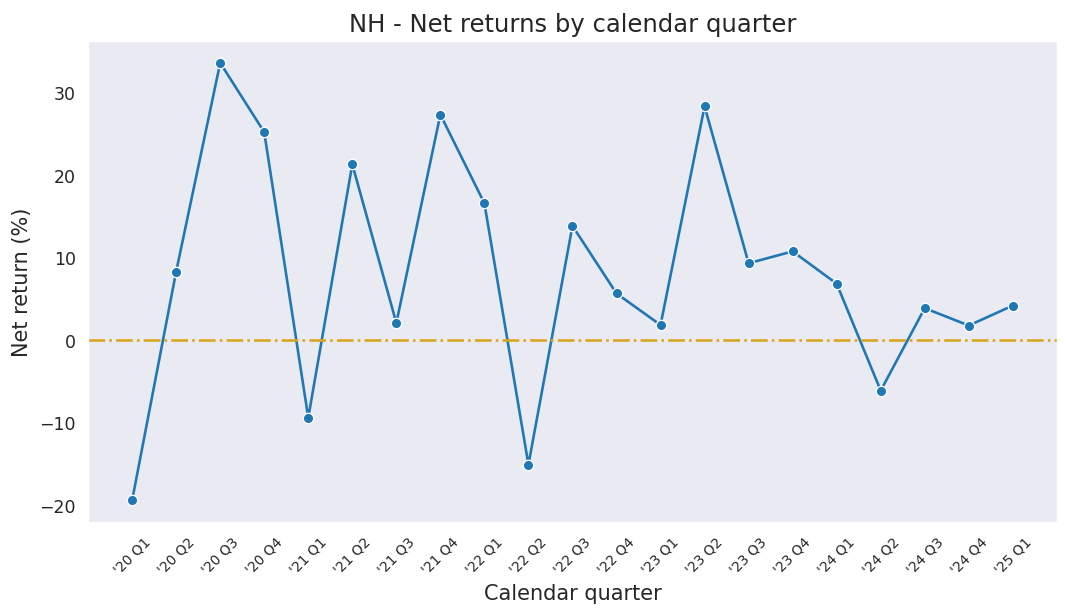 NH - Net returns by calendar quarter
Net return (%)
30
20
10
0
−10
−20
'20 Q1
'20 Q2
'20 Q3
'20 Q4
'21 Q1
'21 Q2
'21 Q3
'21 Q4
'22 Q1
'22 Q2
'22 Q3
'22 Q4
'23 Q1
'23 Q2
'23 Q3
'23 Q4
'24 Q1
'24 Q2
'24 Q3
'24 Q4
'25 Q1
Calendar quarter